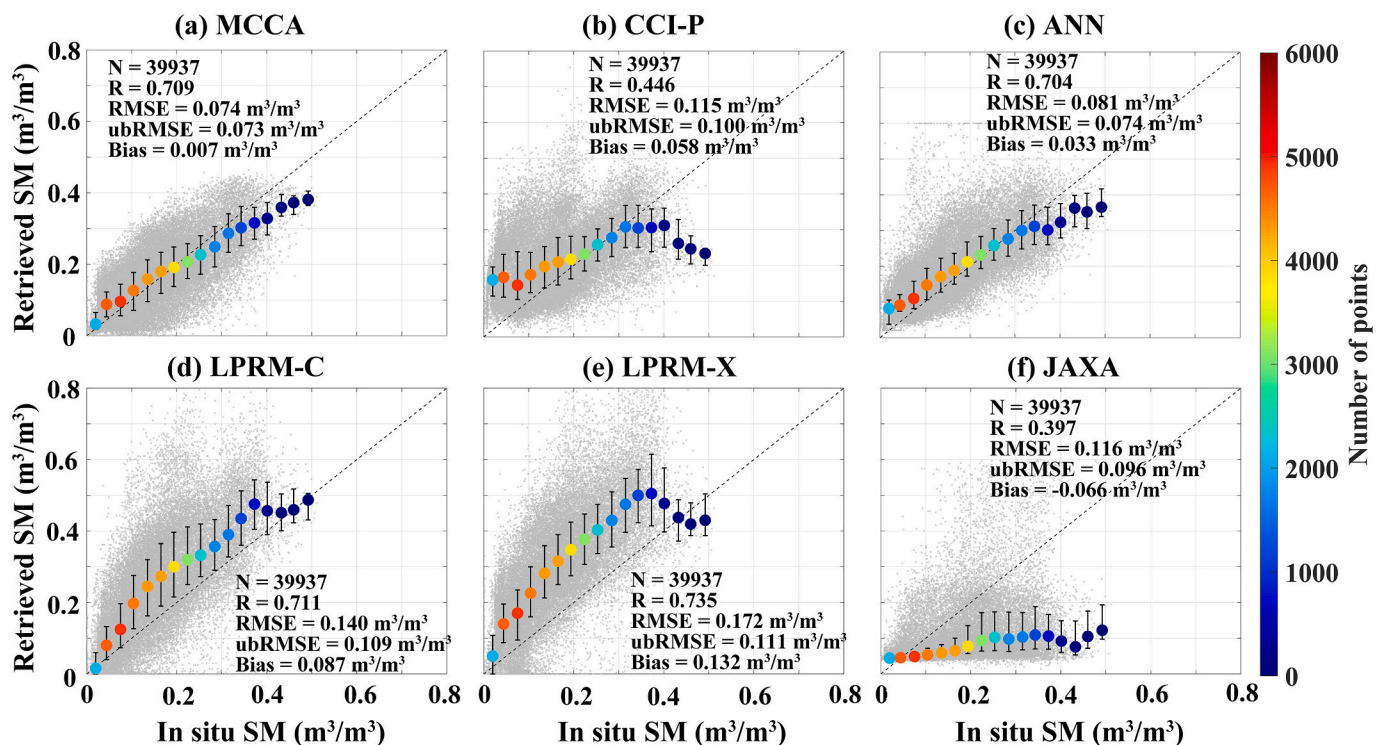 (a) MCCA
(b) CCI-P
(c) ANN
Retrieved SM (m³/m³)
0.8
0.6
0.4
0.2
0
N = 39937
R = 0.709
RMSE = 0.074 m³/m³
ubRMSE = 0.073 m³/m³
Bias = 0.007 m³/m³
N = 39937
R = 0.446
RMSE = 0.115 m³/m³
ubRMSE = 0.100 m³/m³
Bias = 0.058 m³/m³
N = 39937
R = 0.704
RMSE = 0.081 m³/m³
ubRMSE = 0.074 m³/m³
Bias = 0.033 m³/m³
(d) LPRM-C
(e) LPRM-X
(f) JAXA
Retrieved SM (m³/m³)
0.8
0.6
0.4
0.2
0
N = 39937
R = 0.711
RMSE = 0.140 m³/m³
ubRMSE = 0.109 m³/m³
Bias = 0.087 m³/m³
N = 39937
R = 0.735
RMSE = 0.172 m³/m³
ubRMSE = 0.111 m³/m³
Bias = 0.132 m³/m³
N = 39937
R = 0.397
RMSE = 0.116 m³/m³
ubRMSE = 0.096 m³/m³
Bias = -0.066 m³/m³
0 0.2 0.4 0.6 0.8
0 0.2 0.4 0.6 0.8
0 0.2 0.4 0.6 0.8
In situ SM (m³/m³)
In situ SM (m³/m³)
In situ SM (m³/m³)
6000
5000
4000
3000
2000
1000
0
Number of points